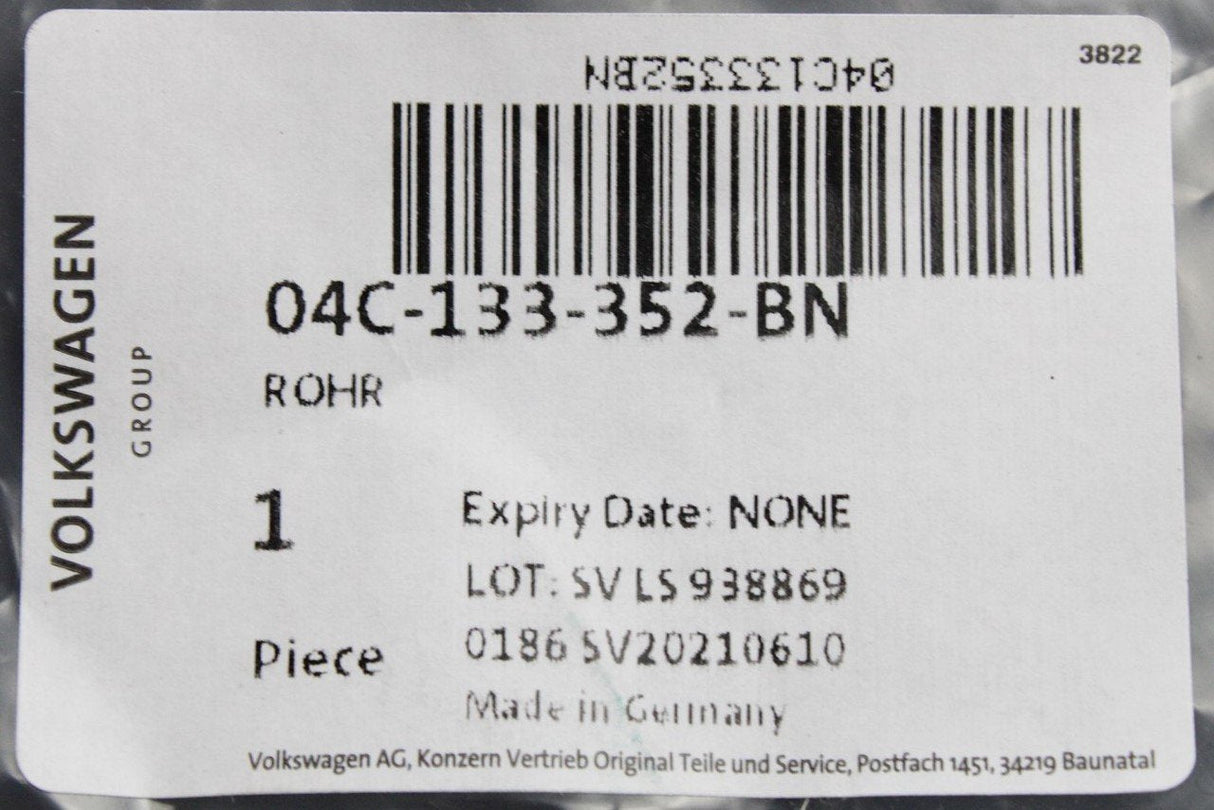 3822
04C133352BN
04C-133-352-BN
ROHR
1
Piece
Expiry Date: NONE
LOT: SV LS 938869
0186 SV20210610
Made in Germany
Volkswagen AG, Konzern Vertrieb Original Teile und Service, Postfach 1451, 34219 Baunatal
VOLKSWAGEN
GROUP